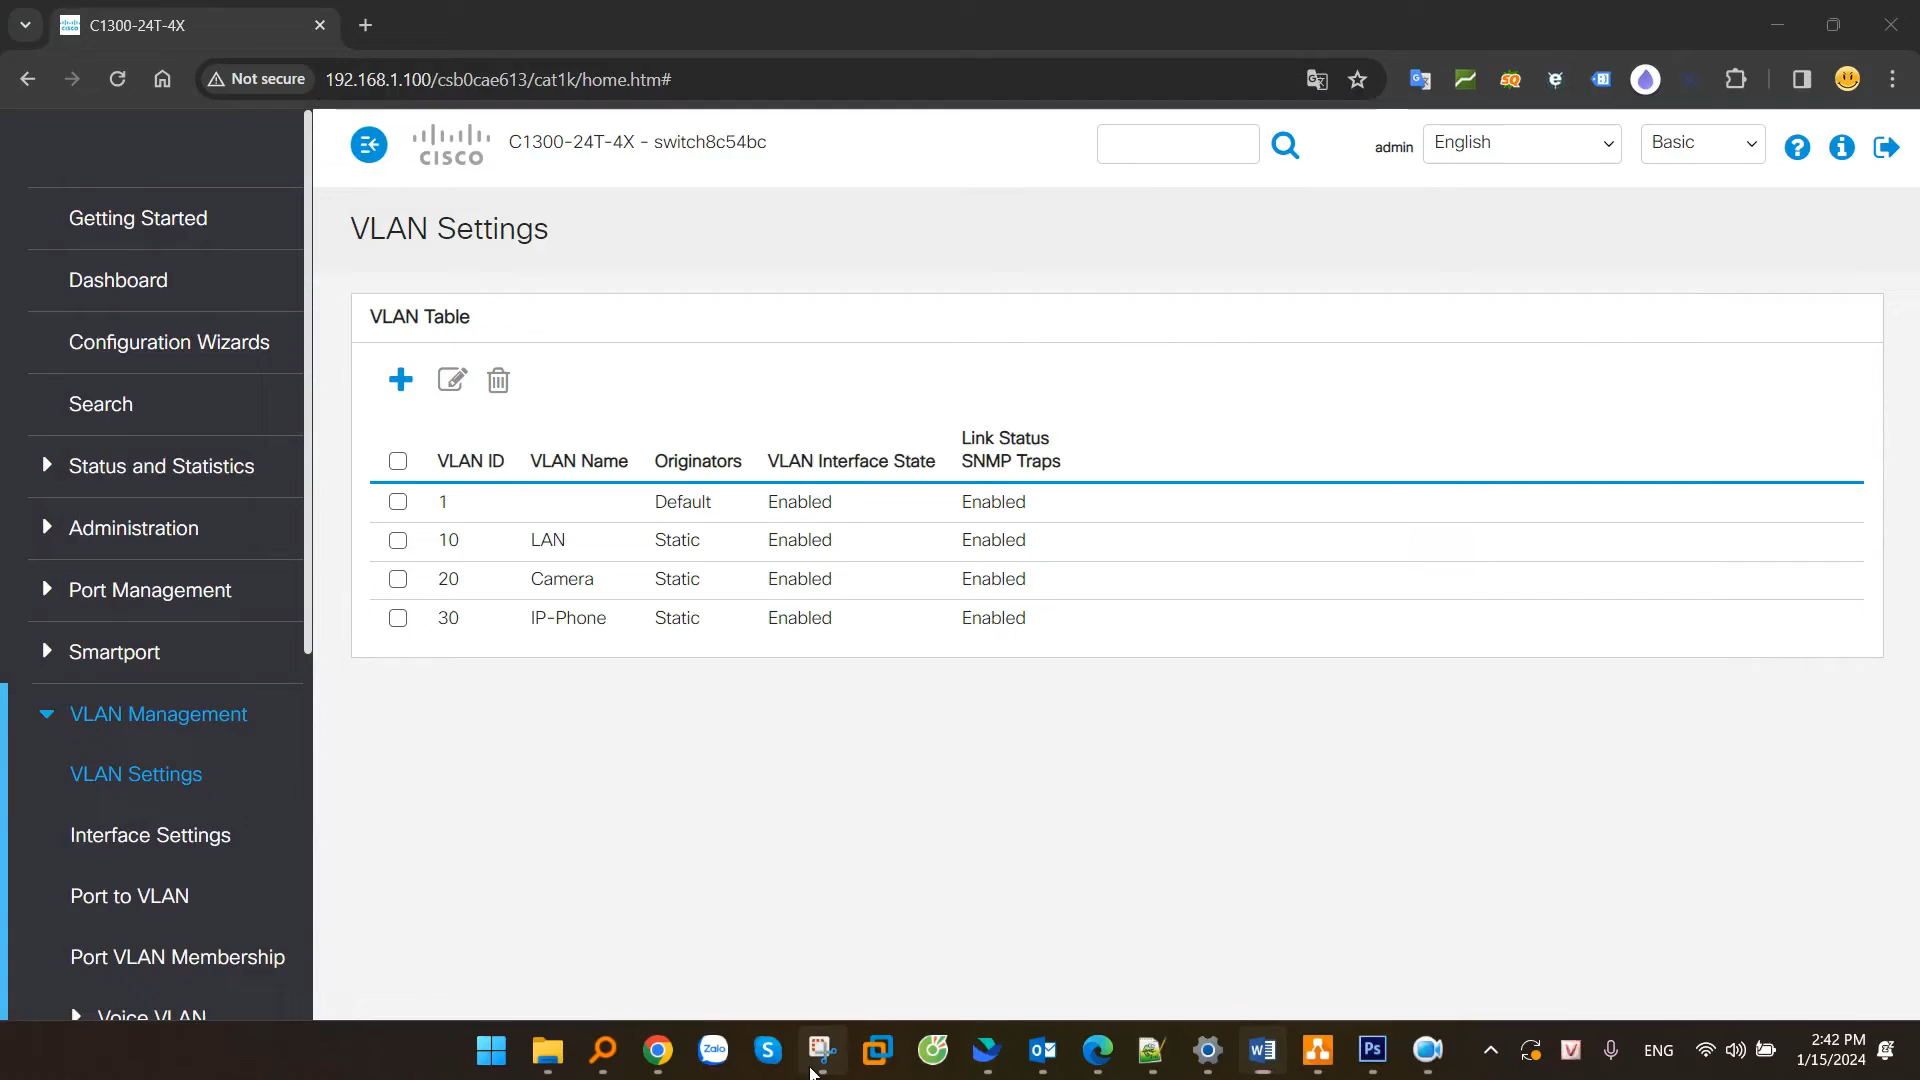 C1300-24T-4X
Not secure
192.168.1.100/csb0cae613/cat1k/home.htm#
CISCO
C1300-24T-4X - switch8c54bc
admin
English
Basic
Getting Started
Dashboard
Configuration Wizards
Search
Status and Statistics
Administration
Port Management
Smartport
VLAN Management
VLAN Settings
Interface Settings
Port to VLAN
Port VLAN Membership
Voice VLAN
VLAN Settings
VLAN Table
VLAN ID VLAN Name Originators VLAN Interface State Link Status SNMP Traps
1 Default Enabled Enabled
10 LAN Static Enabled Enabled
20 Camera Static Enabled Enabled
30 IP-Phone Static Enabled Enabled
Zalo
S
Ps
V
ENG
2:42 PM
1/15/2024